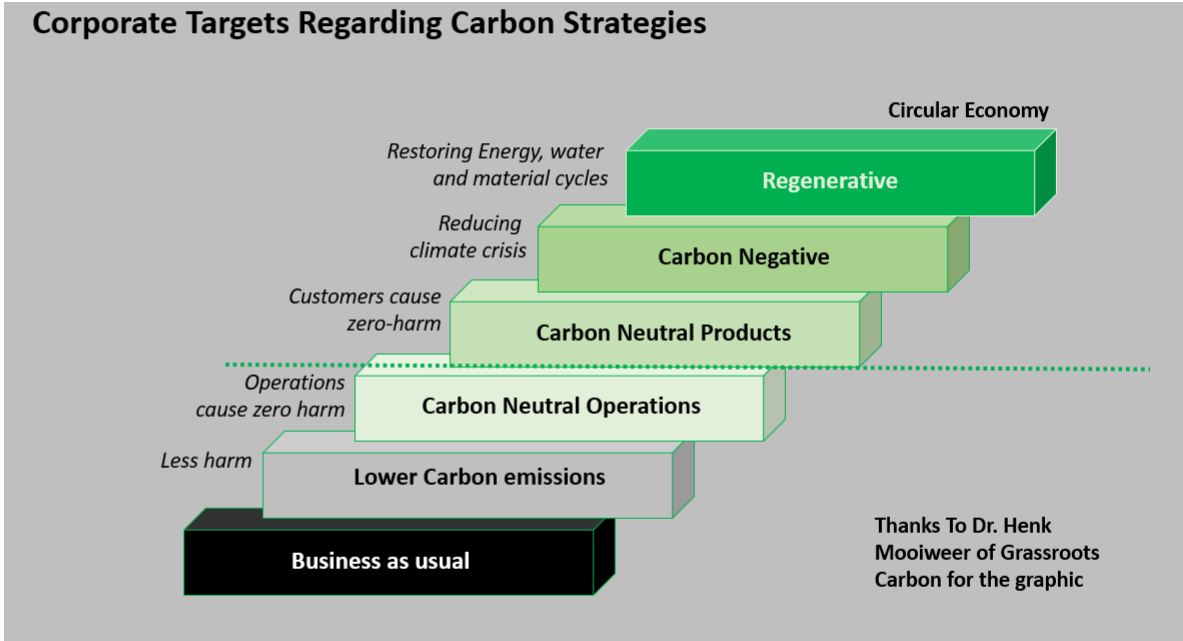 Corporate Targets Regarding Carbon Strategies
Circular Economy
Restoring Energy, water
and material cycles
Regenerative
Reducing
climate crisis
Carbon Negative
Customers cause
zero-harm
Carbon Neutral Products
Operations
cause zero harm
Carbon Neutral Operations
Less harm
Lower Carbon emissions
Business as usual
Thanks To Dr. Henk
Mooiweer of Grassroots
Carbon for the graphic